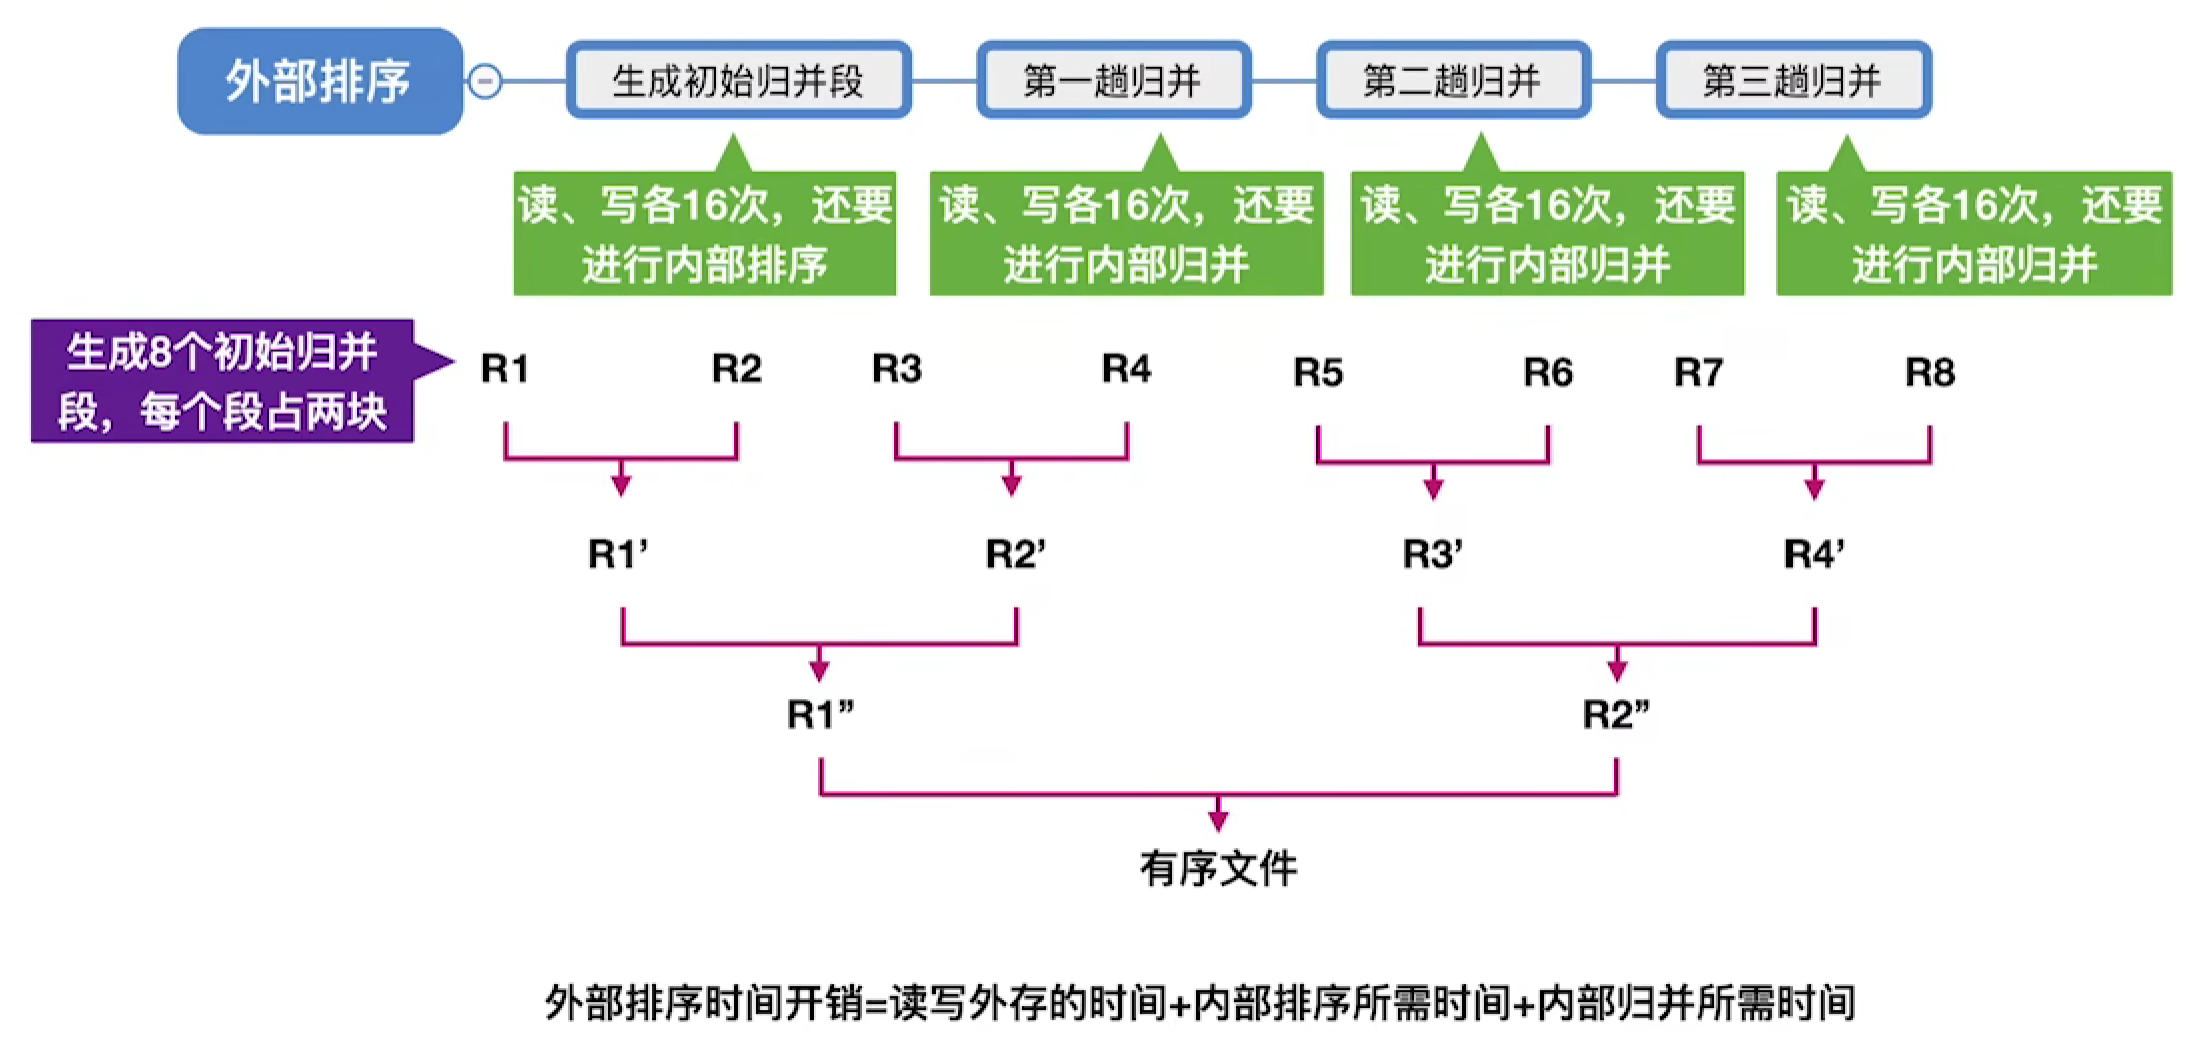 外部排序
生成初始归并段
第一趟归并
第二趟归并
第三趟归并
读、写各16次，还要
进行内部排序
读、写各16次，还要
进行内部归并
读、写各16次，还要
进行内部归并
读、写各16次，还要
进行内部归并
生成8个初始归并
段，每个段占两块
R1 R2 R3 R4 R5 R6 R7 R8
R1’ R2’ R3’ R4’
R1” R2”
有序文件
外部排序时间开销=读写外存的时间+内部排序所需时间+内部归并所需时间